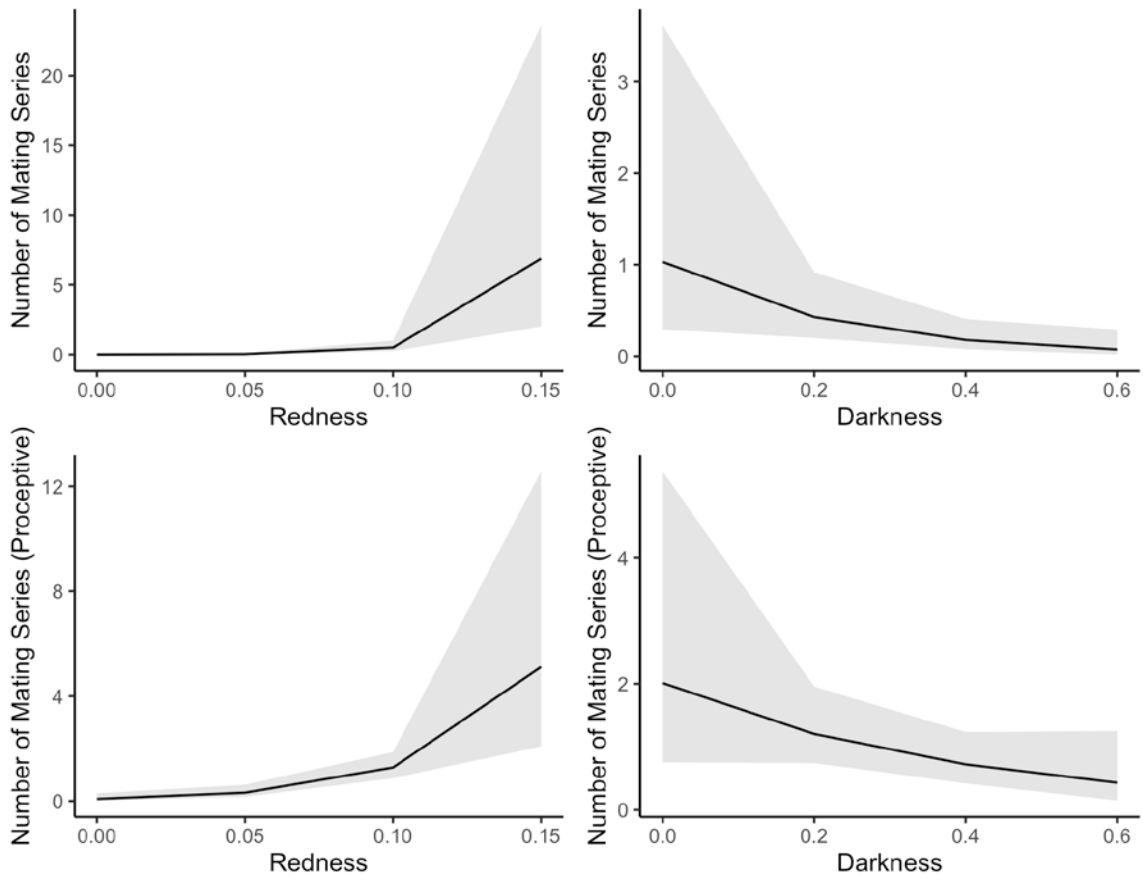 Number of Mating Series
20
15
10
5
0
0.00 0.05 0.10 0.15
Redness
Number of Mating Series
3
2
1
0
0.0 0.2 0.4 0.6
Darkness
Number of Mating Series (Proceptive)
12
8
4
0
0.00 0.05 0.10 0.15
Redness
Number of Mating Series (Proceptive)
4
2
0
0.0 0.2 0.4 0.6
Darkness